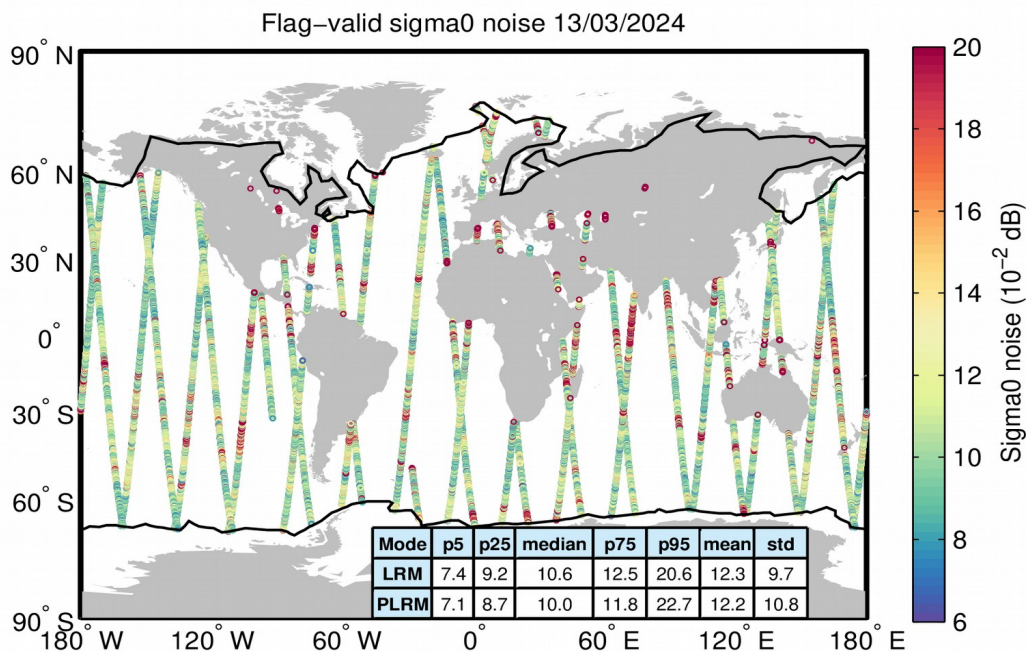 Flag−valid sigma0 noise 13/03/2024
90° N
60° N
30° N
0°
30° S
60° S
90° S
180° W
120° W
60° W
0°
60° E
120° E
180° E
20
18
16
14
12
10
8
6
Sigma0 noise (10⁻² dB)
Mode p5 p25 median p75 p95 mean std
LRM 7.4 9.2 10.6 12.5 20.6 12.3 9.7
PLRM 7.1 8.7 10.0 11.8 22.7 12.2 10.8